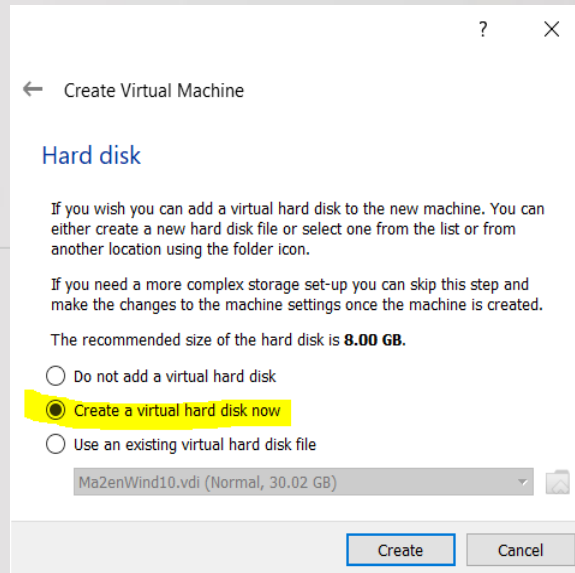 ?
Create Virtual Machine
Hard disk
If you wish you can add a virtual hard disk to the new machine. You can
either create a new hard disk file or select one from the list or from
another location using the folder icon.
If you need a more complex storage set-up you can skip this step and
make the changes to the machine settings once the machine is created.
The recommended size of the hard disk is 8.00 GB.
Do not add a virtual hard disk
Create a virtual hard disk now
Use an existing virtual hard disk file
Ma2enWind10.vdi (Normal, 30.02 GB)
Create
Cancel